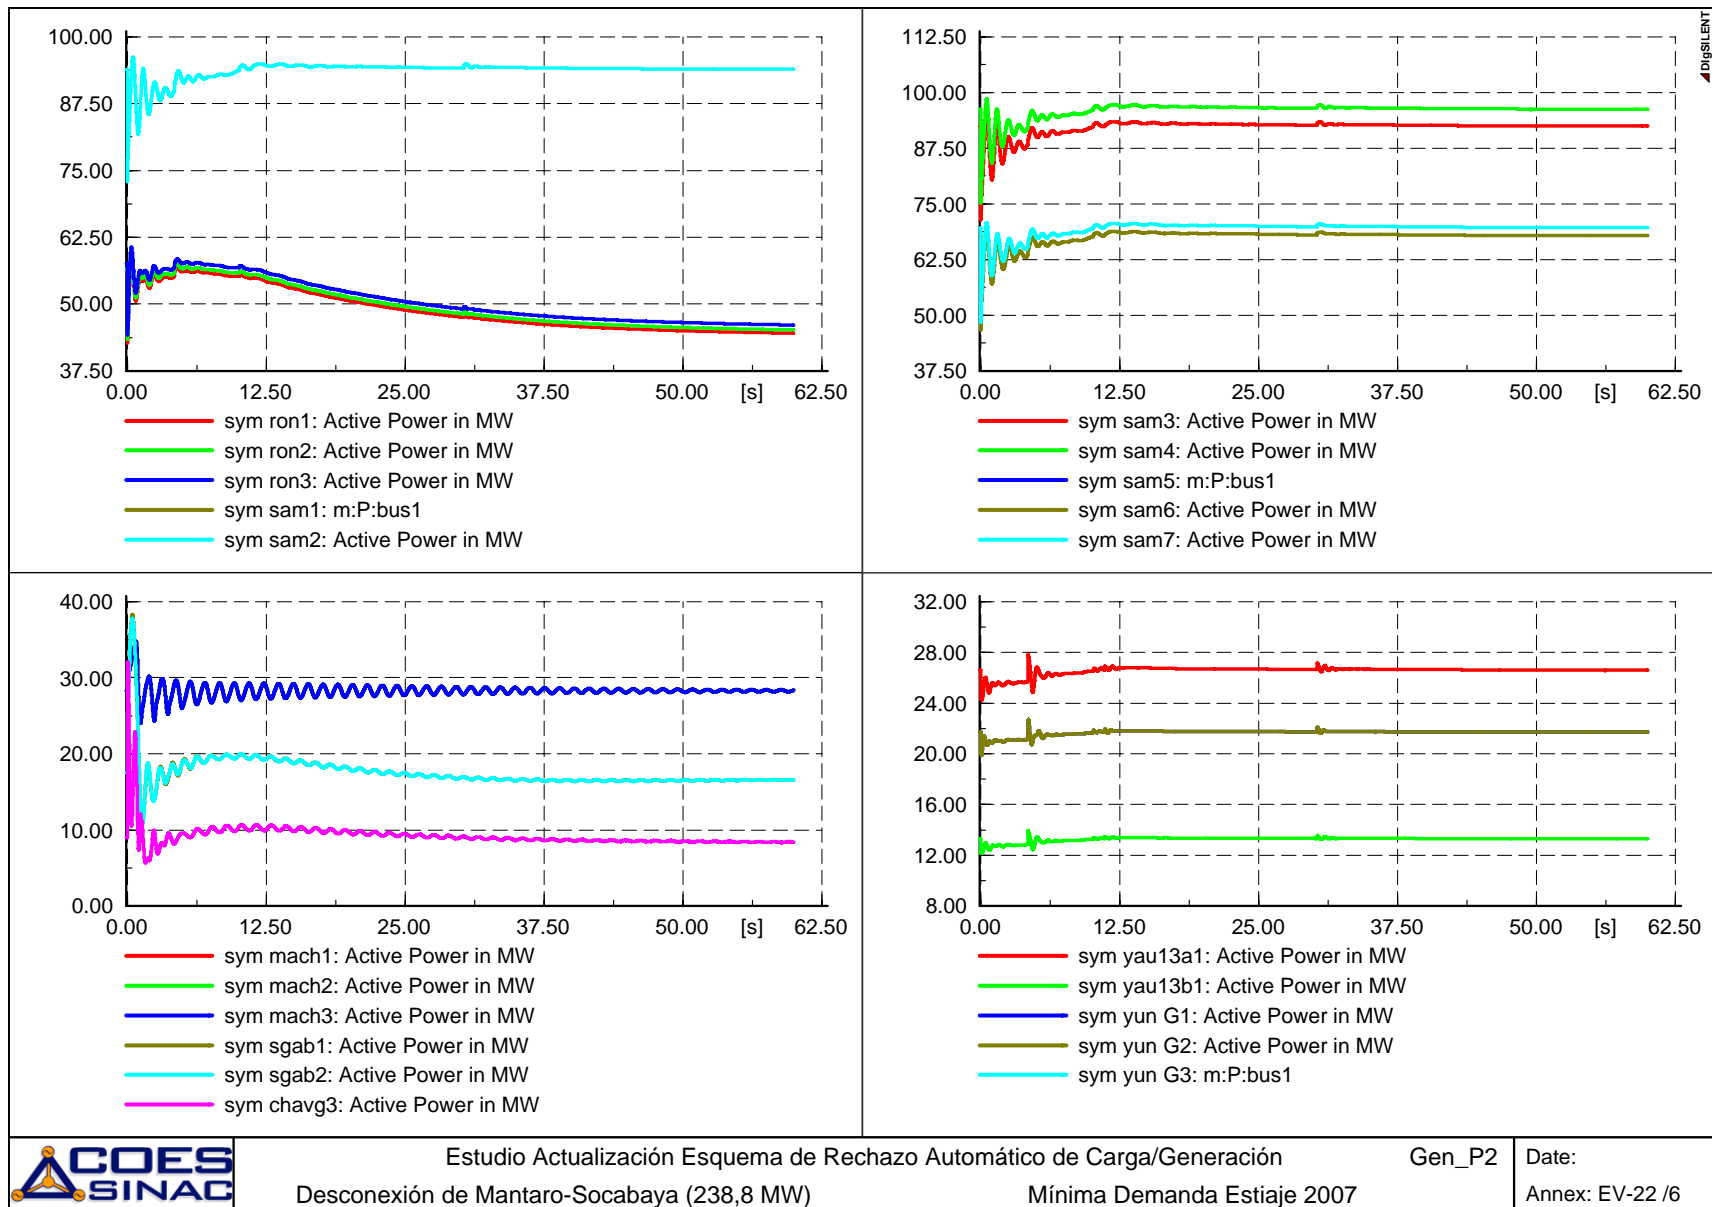 100.00
87.50
75.00
62.50
50.00
37.50
0.00 12.50 25.00 37.50 50.00 [s] 62.50
sym ron1: Active Power in MW
sym ron2: Active Power in MW
sym ron3: Active Power in MW
sym sam1: m:P:bus1
sym sam2: Active Power in MW
112.50
100.00
87.50
75.00
62.50
50.00
37.50
0.00 12.50 25.00 37.50 50.00 [s] 62.50
sym sam3: Active Power in MW
sym sam4: Active Power in MW
sym sam5: m:P:bus1
sym sam6: Active Power in MW
sym sam7: Active Power in MW
DIgSILENT
40.00
30.00
20.00
10.00
0.00
0.00 12.50 25.00 37.50 50.00 [s] 62.50
sym mach1: Active Power in MW
sym mach2: Active Power in MW
sym mach3: Active Power in MW
sym sgab1: Active Power in MW
sym sgab2: Active Power in MW
sym chavg3: Active Power in MW
32.00
28.00
24.00
20.00
16.00
12.00
8.00
0.00 12.50 25.00 37.50 50.00 [s] 62.50
sym yau13a1: Active Power in MW
sym yau13b1: Active Power in MW
sym yun G1: Active Power in MW
sym yun G2: Active Power in MW
sym yun G3: m:P:bus1
COES
SINAC
Estudio Actualización Esquema de Rechazo Automático de Carga/Generación Gen_P2
Desconexión de Mantaro-Socabaya (238,8 MW) Mínima Demanda Estiaje 2007
Date:
Annex: EV-22 /6